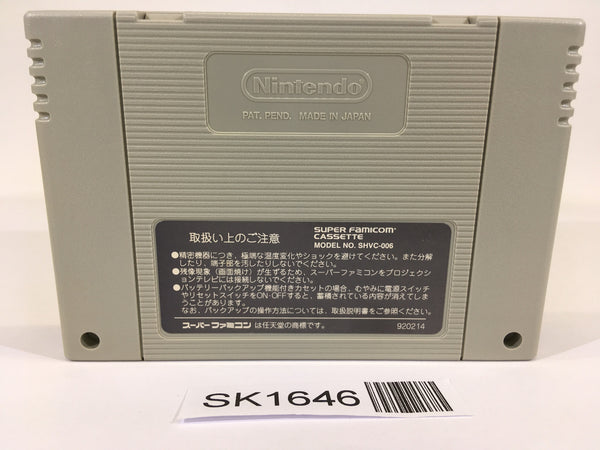 Nintendo
PAT. PEND. MADE IN JAPAN
取扱い上のご注意
SUPER FAMICOM
CASSETTE
MODEL NO. SHVC-006
●精密機器につき、極端な温度変化やショックを避けてください。また分解
したり、端子部を汚したりしないでください。
●残像現象（画面焼け）が生ずるため、スーパーファミコンをプロジェクシ
ョンテレビには接続しないでください。
●バッテリーバックアップ機能付きカセットの場合、むやみに電源スイッチ
やリセットスイッチをON・OFFすると、蓄積されている内容が消えてしま
うことがあります。
なお、バックアップの操作方法については、取扱説明書をご参照ください。
スーパーファミコン は任天堂の商標です。
920214
SK1646